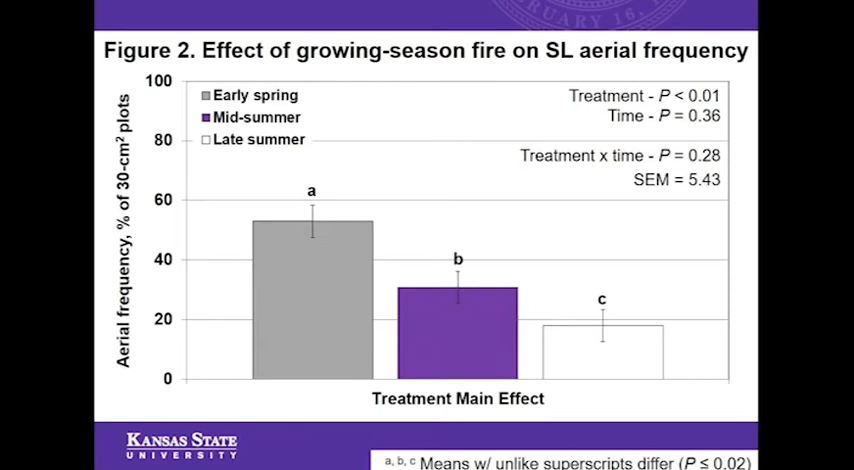 RUARY 16,
Figure 2. Effect of growing-season fire on SL aerial frequency
Aerial frequency, % of 30-cm² plots
100
80
60
40
20
0
Early spring
Mid-summer
Late summer
Treatment - P < 0.01
Time - P = 0.36
Treatment x time - P = 0.28
SEM = 5.43
a
b
c
Treatment Main Effect
KANSAS STATE
UNIVERSITY
a, b, c Means w/ unlike superscripts differ (P ≤ 0.02)